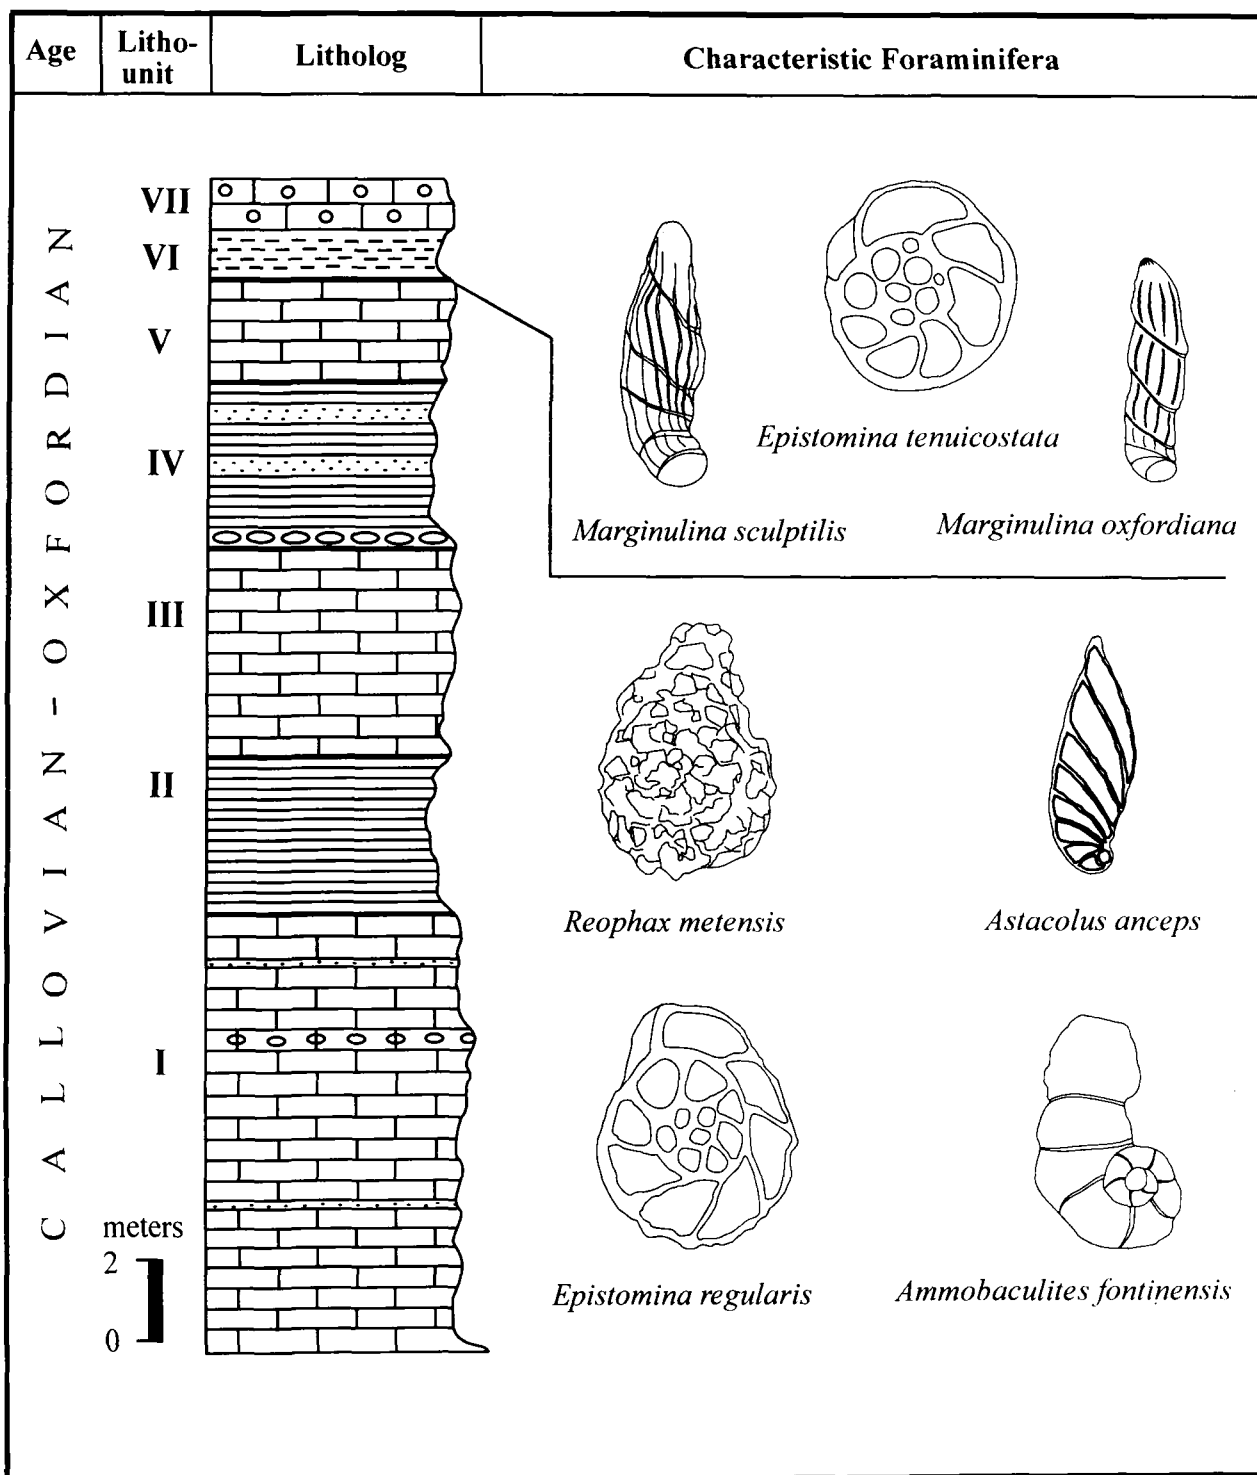 Age
Litho-
unit
Litholog
Characteristic Foraminifera
CALLOVIAN-OXFORDIAN
VII
VI
V
IV
III
II
I
meters
2
0
Epistomina tenuicostata
Marginulina sculptilis
Marginulina oxfordiana
Reophax metensis
Astacolus anceps
Epistomina regularis
Ammobaculites fontinensis